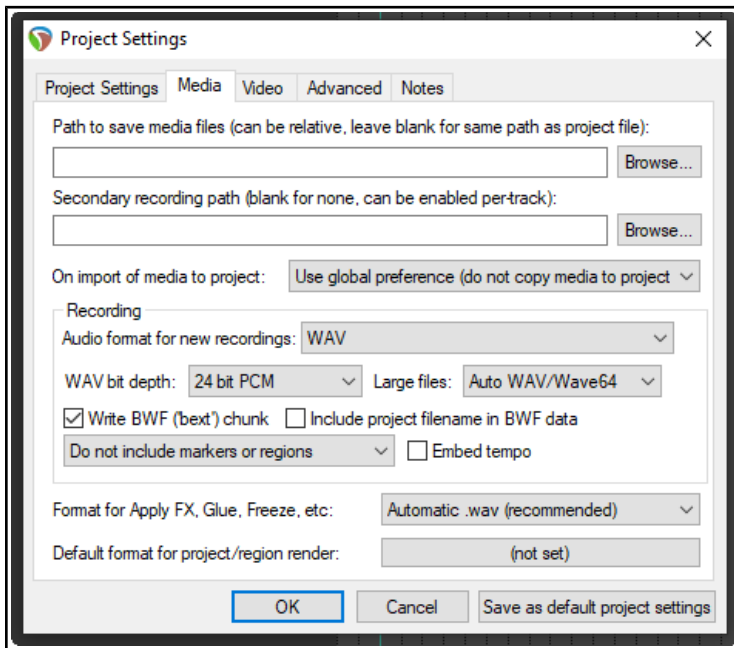 Project Settings
Project Settings Media Video Advanced Notes
Path to save media files (can be relative, leave blank for same path as project file):
Browse...
Secondary recording path (blank for none, can be enabled per-track):
Browse...
On import of media to project: Use global preference (do not copy media to project
Recording
Audio format for new recordings: WAV
WAV bit depth: 24 bit PCM Large files: Auto WAV/Wave64
Write BWF ('bext') chunk Include project filename in BWF data
Do not include markers or regions Embed tempo
Format for Apply FX, Glue, Freeze, etc: Automatic .wav (recommended)
Default format for project/region render: (not set)
OK Cancel Save as default project settings